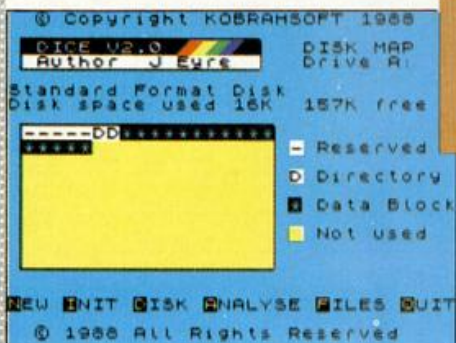 © Copyright KOBRAHSOFT 1988
DICE V2.0
Author J Eyre
DISK MAP
Drive A:
Standard Format Disk
Disk space used 16K 157K free
-----DD***********
*****
- Reserved
D Directory
* Data Block
Not used
NEW INIT DISK ANALYSE FILES QUIT
© 1988 All Rights Reserved